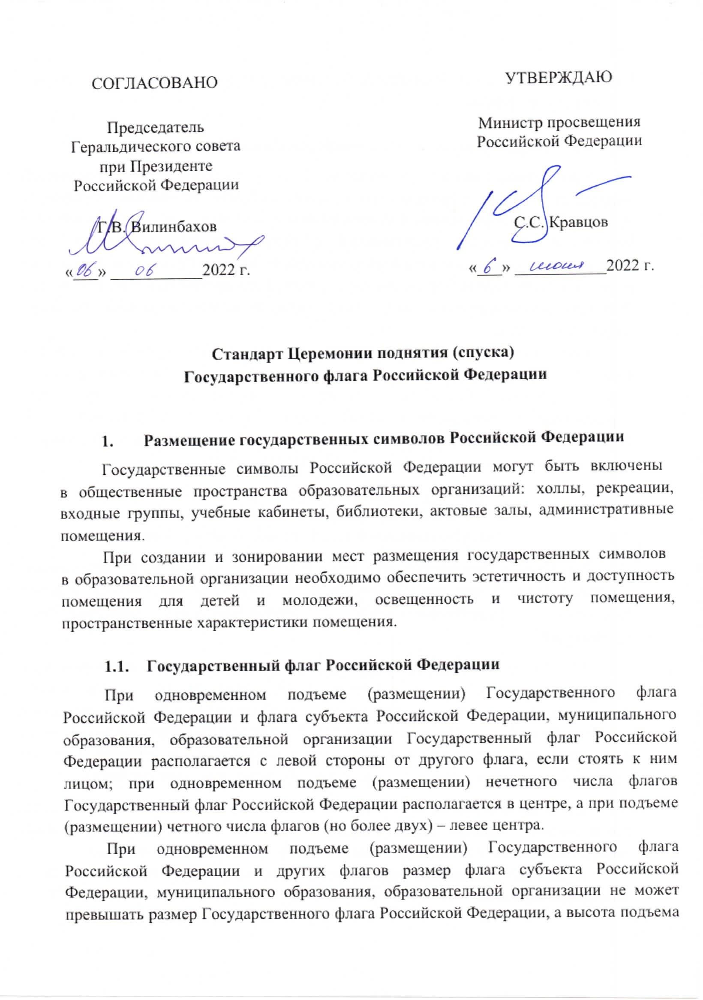 СОГЛАСОВАНО
Председатель
Геральдического совета
при Президенте
Российской Федерации
Г.В. Вилинбахов
«06» 06 2022 г.
УТВЕРЖДАЮ
Министр просвещения
Российской Федерации
С.С. Кравцов
«6» июня 2022 г.
Стандарт Церемонии поднятия (спуска)
Государственного флага Российской Федерации
1. Размещение государственных символов Российской Федерации
Государственные символы Российской Федерации могут быть включены
в общественные пространства образовательных организаций: холлы, рекреации,
входные группы, учебные кабинеты, библиотеки, актовые залы, административные
помещения.
При создании и зонировании мест размещения государственных символов
в образовательной организации необходимо обеспечить эстетичность и доступность
помещения для детей и молодежи, освещенность и чистоту помещения,
пространственные характеристики помещения.
1.1. Государственный флаг Российской Федерации
При одновременном подъеме (размещении) Государственного флага
Российской Федерации и флага субъекта Российской Федерации, муниципального
образования, образовательной организации Государственный флаг Российской
Федерации располагается с левой стороны от другого флага, если стоять к ним
лицом; при одновременном подъеме (размещении) нечетного числа флагов
Государственный флаг Российской Федерации располагается в центре, а при подъеме
(размещении) четного числа флагов (но более двух) – левее центра.
При одновременном подъеме (размещении) Государственного флага
Российской Федерации и других флагов размер флага субъекта Российской
Федерации, муниципального образования, образовательной организации не может
превышать размер Государственного флага Российской Федерации, а высота подъема